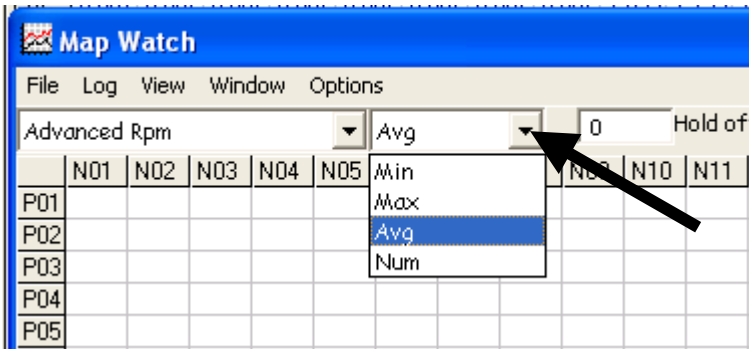 Map Watch
File Log View Window Options
Advanced Rpm Avg 0 Hold of
N01 N02 N03 N04 N05 N09 N10 N11
Min
Max
Avg
Num
P01
P02
P03
P04
P05